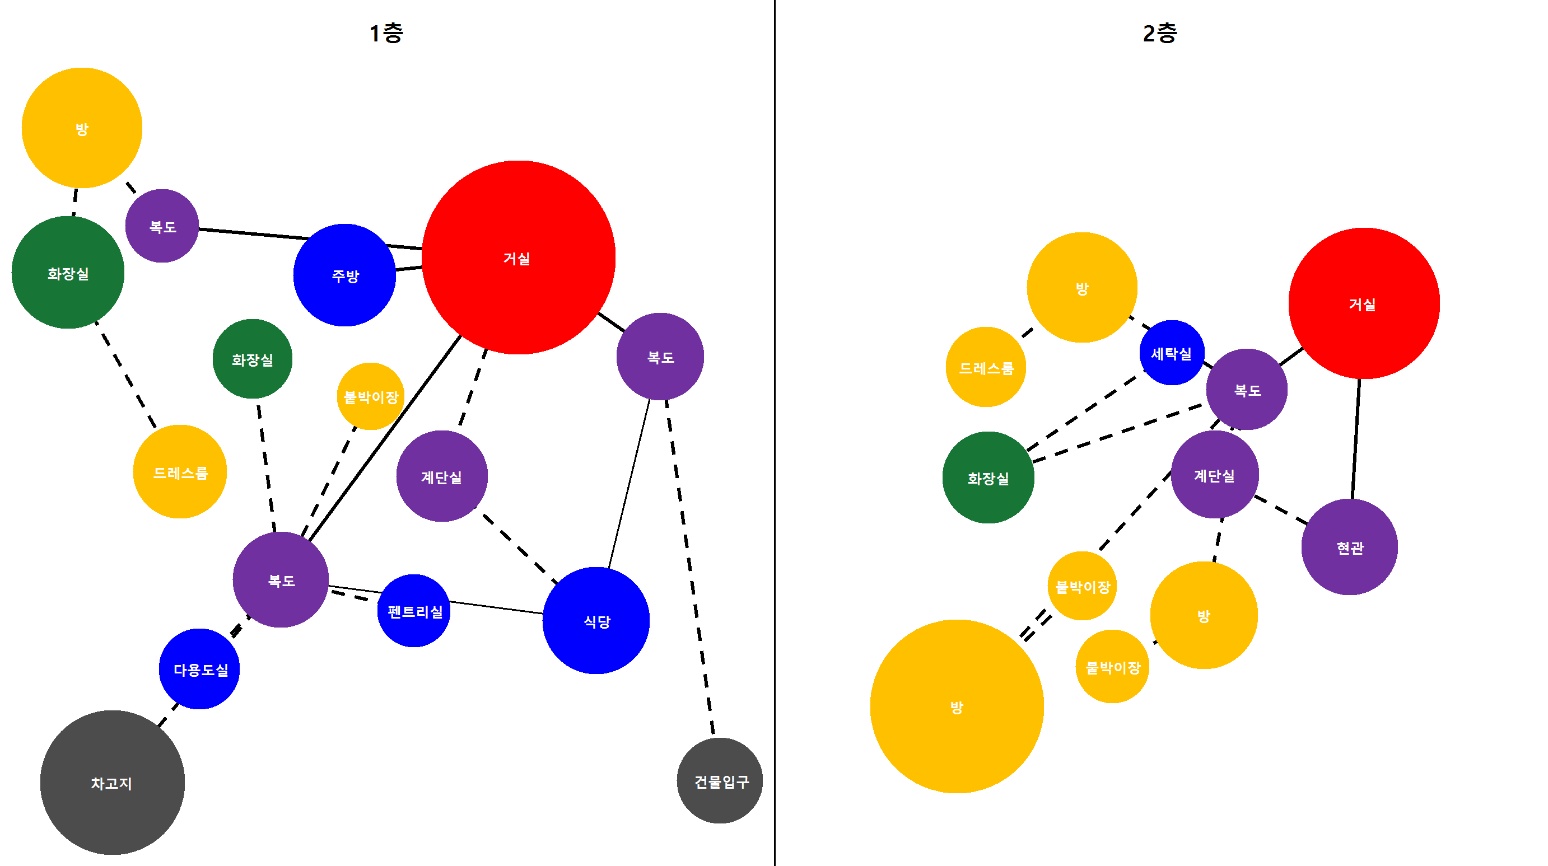 1층
방
복도
화장실
주방
거실
복도
화장실
붙박이장
드레스룸
계단실
복도
펜트리실
식당
다용도실
차고지
건물입구
2층
방
거실
세탁실
드레스룸
복도
화장실
계단실
현관
붙박이장
방
붙박이장
방